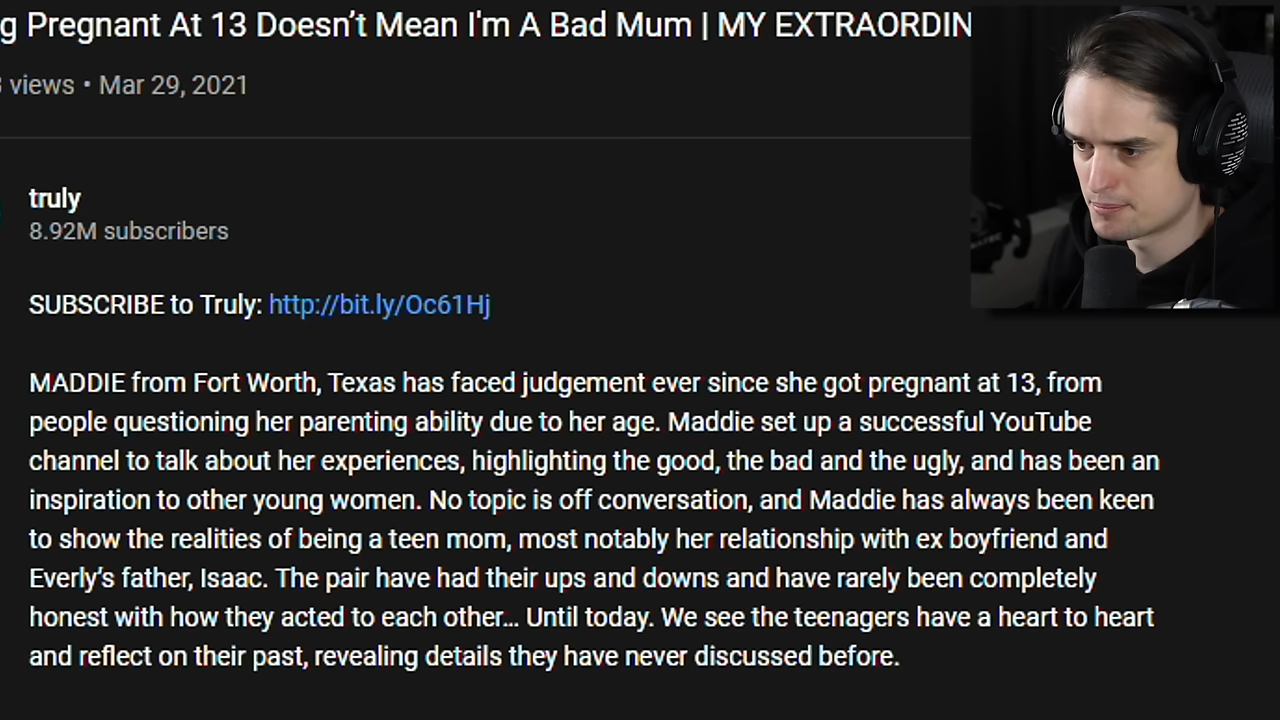 g Pregnant At 13 Doesn’t Mean I'm A Bad Mum | MY EXTRAORDIN
views • Mar 29, 2021
truly
8.92M subscribers
SUBSCRIBE to Truly: http://bit.ly/Oc61Hj
MADDIE from Fort Worth, Texas has faced judgement ever since she got pregnant at 13, from
people questioning her parenting ability due to her age. Maddie set up a successful YouTube
channel to talk about her experiences, highlighting the good, the bad and the ugly, and has been an
inspiration to other young women. No topic is off conversation, and Maddie has always been keen
to show the realities of being a teen mom, most notably her relationship with ex boyfriend and
Everly’s father, Isaac. The pair have had their ups and downs and have rarely been completely
honest with how they acted to each other… Until today. We see the teenagers have a heart to heart
and reflect on their past, revealing details they have never discussed before.